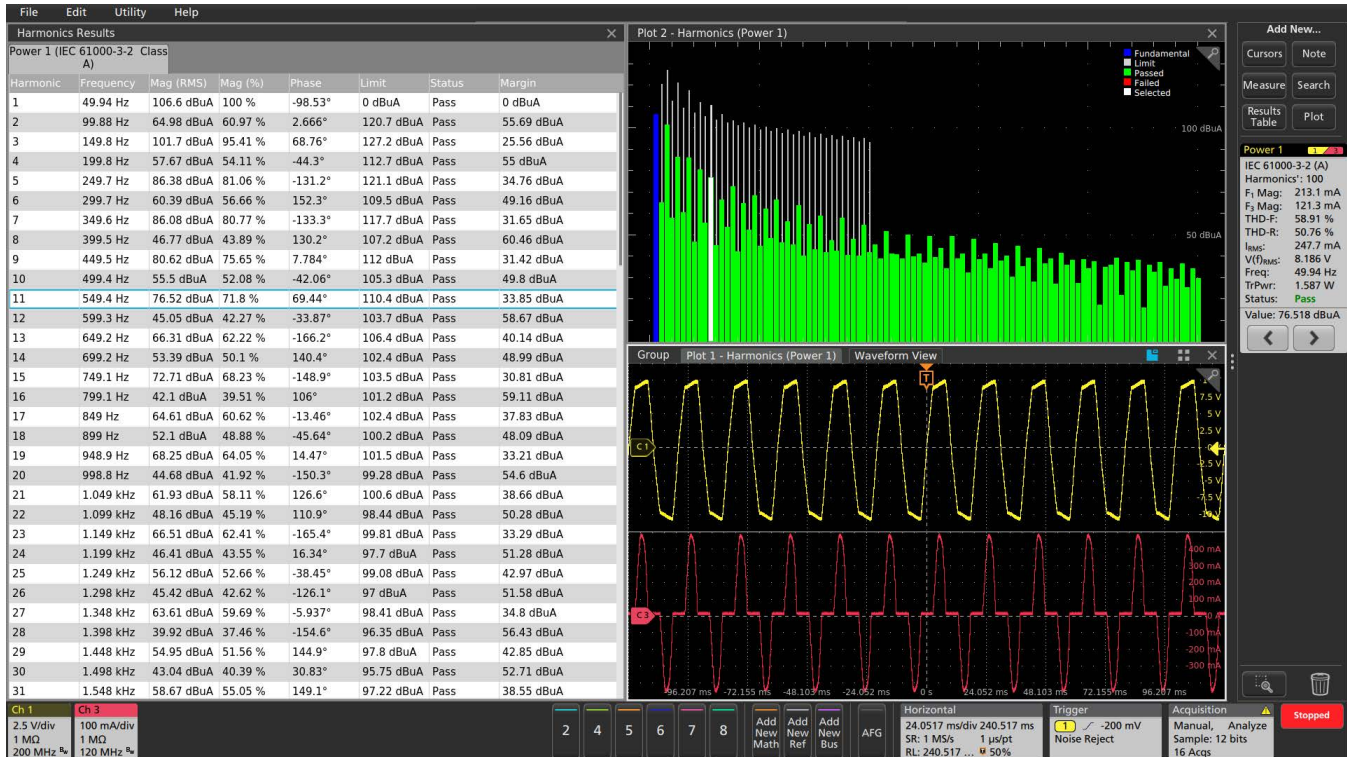 File Edit Utility Help
Harmonics Results
Power 1 (IEC 61000-3-2 Class A)
Harmonic Frequency Mag (RMS) Mag (%) Phase Limit Status Margin
1 49.94 Hz 106.6 dBuA 100 % -98.53° 0 dBuA Pass 0 dBuA
2 99.88 Hz 64.98 dBuA 60.97 % 2.666° 120.7 dBuA Pass 55.69 dBuA
3 149.8 Hz 101.7 dBuA 95.41 % 68.76° 127.2 dBuA Pass 25.56 dBuA
4 199.8 Hz 57.67 dBuA 54.11 % -44.3° 112.7 dBuA Pass 55 dBuA
5 249.7 Hz 86.38 dBuA 81.06 % -131.2° 121.1 dBuA Pass 34.76 dBuA
6 299.7 Hz 60.39 dBuA 56.66 % 152.3° 109.5 dBuA Pass 49.16 dBuA
7 349.6 Hz 86.08 dBuA 80.77 % -133.3° 117.7 dBuA Pass 31.65 dBuA
8 399.5 Hz 46.77 dBuA 43.89 % 130.2° 107.2 dBuA Pass 60.46 dBuA
9 449.5 Hz 80.62 dBuA 75.65 % 7.784° 112 dBuA Pass 31.42 dBuA
10 499.4 Hz 55.5 dBuA 52.08 % -42.06° 105.3 dBuA Pass 49.8 dBuA
11 549.4 Hz 76.52 dBuA 71.8 % 69.44° 110.4 dBuA Pass 33.85 dBuA
12 599.3 Hz 45.05 dBuA 42.27 % -33.87° 103.7 dBuA Pass 58.67 dBuA
13 649.2 Hz 66.31 dBuA 62.22 % -166.2° 106.4 dBuA Pass 40.14 dBuA
14 699.2 Hz 53.39 dBuA 50.1 % 140.4° 102.4 dBuA Pass 48.99 dBuA
15 749.1 Hz 72.71 dBuA 68.23 % -148.9° 103.5 dBuA Pass 30.81 dBuA
16 799.1 Hz 42.1 dBuA 39.51 % 106° 101.2 dBuA Pass 59.11 dBuA
17 849 Hz 64.61 dBuA 60.62 % -13.46° 102.4 dBuA Pass 37.83 dBuA
18 899 Hz 52.1 dBuA 48.88 % -45.64° 100.2 dBuA Pass 48.09 dBuA
19 948.9 Hz 68.25 dBuA 64.05 % 14.47° 101.5 dBuA Pass 33.21 dBuA
20 998.8 Hz 44.68 dBuA 41.92 % -150.3° 99.28 dBuA Pass 54.6 dBuA
21 1.049 kHz 61.93 dBuA 58.11 % 126.6° 100.6 dBuA Pass 38.66 dBuA
22 1.099 kHz 48.16 dBuA 45.19 % 110.9° 98.44 dBuA Pass 50.28 dBuA
23 1.149 kHz 66.51 dBuA 62.41 % -165.4° 99.81 dBuA Pass 33.29 dBuA
24 1.199 kHz 46.41 dBuA 43.55 % 16.34° 97.7 dBuA Pass 51.28 dBuA
25 1.249 kHz 56.12 dBuA 52.66 % -38.45° 99.08 dBuA Pass 42.97 dBuA
26 1.298 kHz 45.42 dBuA 42.62 % -126.1° 97 dBuA Pass 51.58 dBuA
27 1.348 kHz 63.61 dBuA 59.69 % -5.937° 98.41 dBuA Pass 34.8 dBuA
28 1.398 kHz 39.92 dBuA 37.46 % -154.6° 96.35 dBuA Pass 56.43 dBuA
29 1.448 kHz 54.95 dBuA 51.56 % 144.9° 97.8 dBuA Pass 42.85 dBuA
30 1.498 kHz 43.04 dBuA 40.39 % 30.83° 95.75 dBuA Pass 52.71 dBuA
31 1.548 kHz 58.67 dBuA 55.05 % 149.1° 97.22 dBuA Pass 38.55 dBuA
Plot 2 - Harmonics (Power 1)
Fundamental
Limit
Passed
Failed
Selected
100 dBuA
50 dBuA
Group Plot 1 - Harmonics (Power 1) Waveform View
T
7.5 V
5 V
2.5 V
C 1
-2.5 V
-5 V
-7.5 V
-10 V
400 mA
300 mA
200 mA
100 mA
C 3
0 A
-100 mA
-200 mA
-300 mA
-96.207 ms -72.155 ms -48.103 ms -24.052 ms 0 s 24.052 ms 48.103 ms 72.155 ms 96.207 ms
Add New...
Cursors Note
Measure Search
Results Table Plot
Power 1 1 3
IEC 61000-3-2 (A)
Harmonics': 100
F₁ Mag: 213.1 mA
F₃ Mag: 121.3 mA
THD-F: 58.91 %
THD-R: 50.76 %
IRMS: 247.7 mA
V(f)RMS: 8.186 V
Freq: 49.94 Hz
TrPwr: 1.587 W
Status: Pass
Value: 76.518 dBuA
Ch 1
2.5 V/div
1 MΩ
200 MHz Bw
Ch 3
100 mA/div
1 MΩ
120 MHz Bw
2 4 5 6 7 8
Add New Math
Add New Ref
Add New Bus
AFG
Horizontal
24.0517 ms/div 240.517 ms
SR: 1 MS/s 1 µs/pt
RL: 240.517 ... 50%
Trigger
1 -200 mV
Noise Reject
Acquisition
Manual, Analyze
Sample: 12 bits
16 Acqs
Stopped